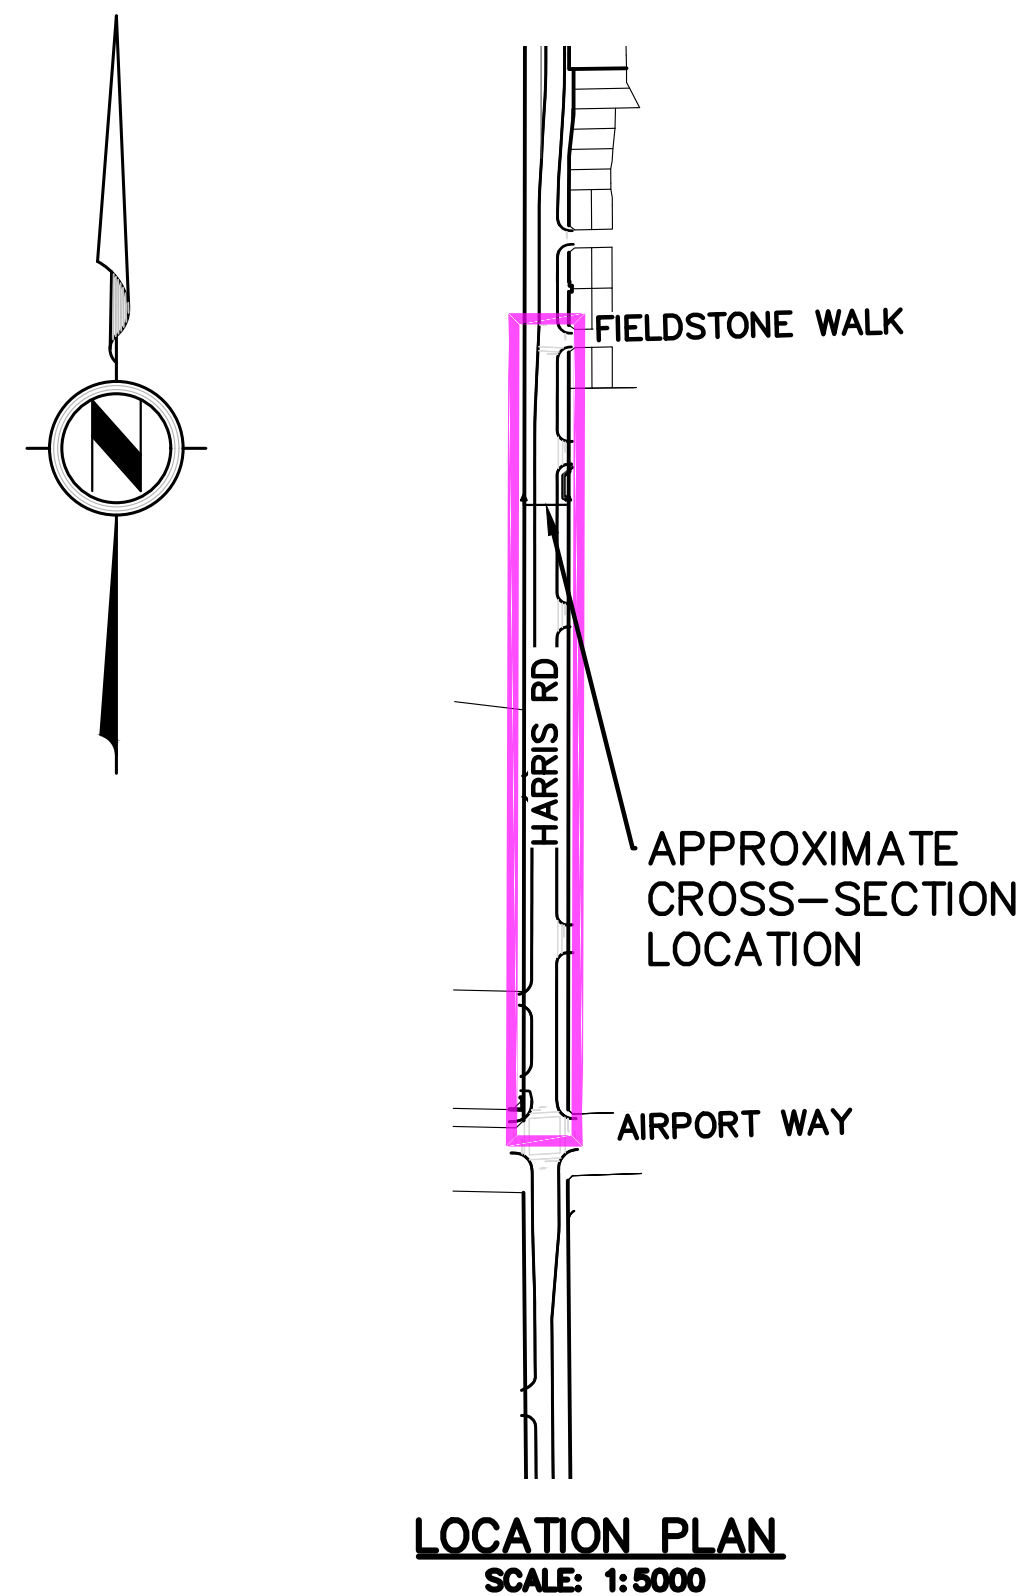 FIELDSTONE WALK
N
HARRIS RD
APPROXIMATE
CROSS-SECTION
LOCATION
AIRPORT WAY
LOCATION PLAN
SCALE: 1:5000